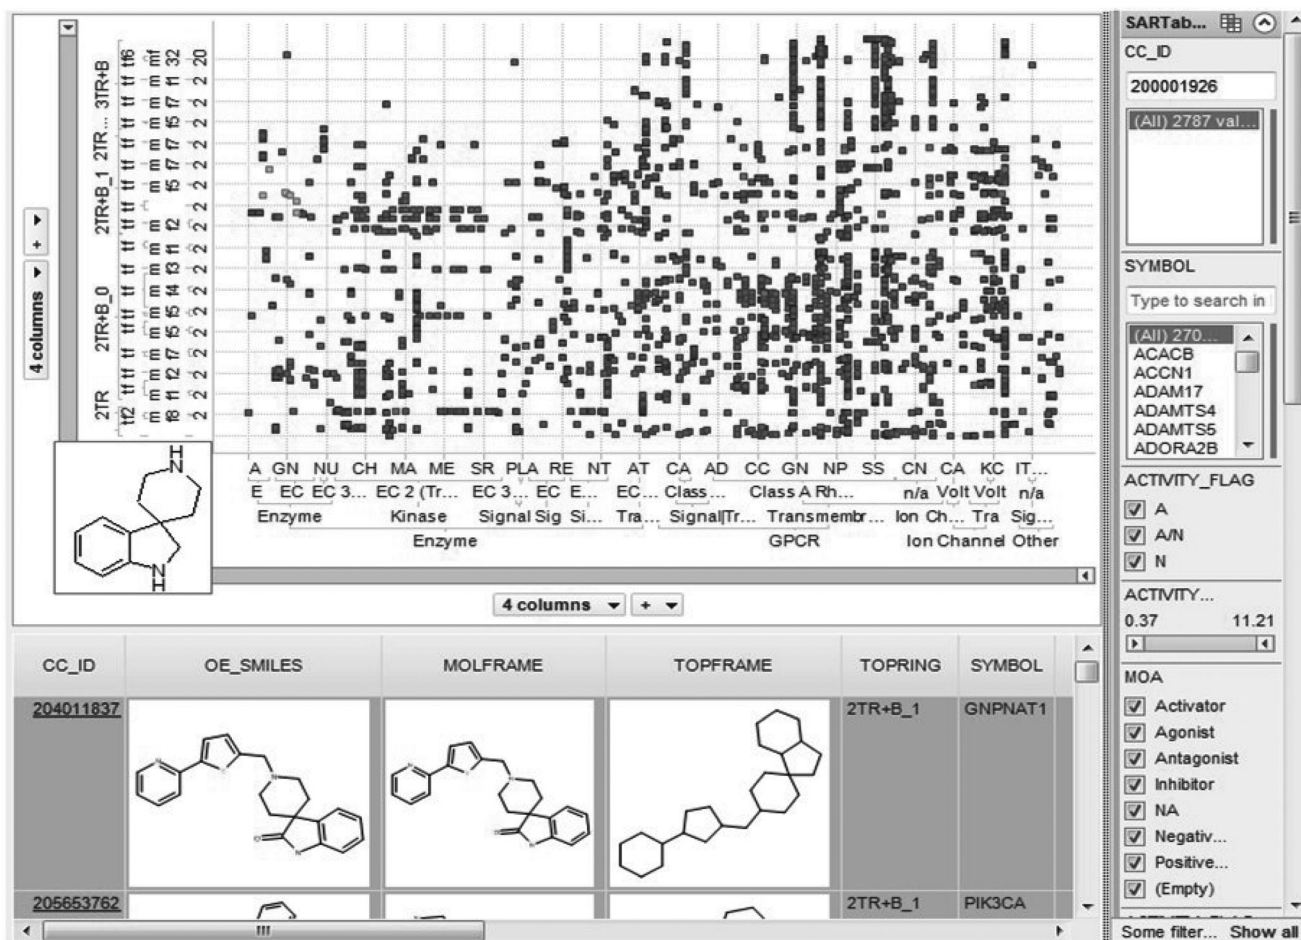 SARTab...
CC_ID
200001926
(All) 2787 val...
SYMBOL
Type to search in
(All) 270...
ACACB
ACCN1
ADAM17
ADAMTS4
ADAMTS5
ADORA2B
ACTIVITY_FLAG
A
A/N
N
ACTIVITY...
0.37 11.21
MOA
Activator
Agonist
Antagonist
Inhibitor
NA
Negativ...
Positive...
(Empty)
Some filter... Show all
4 columns +
3TR+B
2TR...
2TR+B_1
2TR+B_0
2TR
A GN NU CH MA ME SR PLA RE NT AT CA AD CC GN NP SS CN CA KC IT...
E EC EC 3... EC 2 (Tr... EC 3... EC E... EC... Class... Class A Rh... n/a Volt Volt n/a
Enzyme Kinase Signal Sig Si... Tra... Signal|Tr... Transmembr... Ion Ch... Tra Sig...
Enzyme GPCR Ion Channel Other
4 columns +
NH
N
H
CC_ID OE_SMILES MOLFRAME TOPFRAME TOPRING SYMBOL
204011837 2TR+B_1 GNPNAT1
205653762 2TR+B_1 PIK3CA